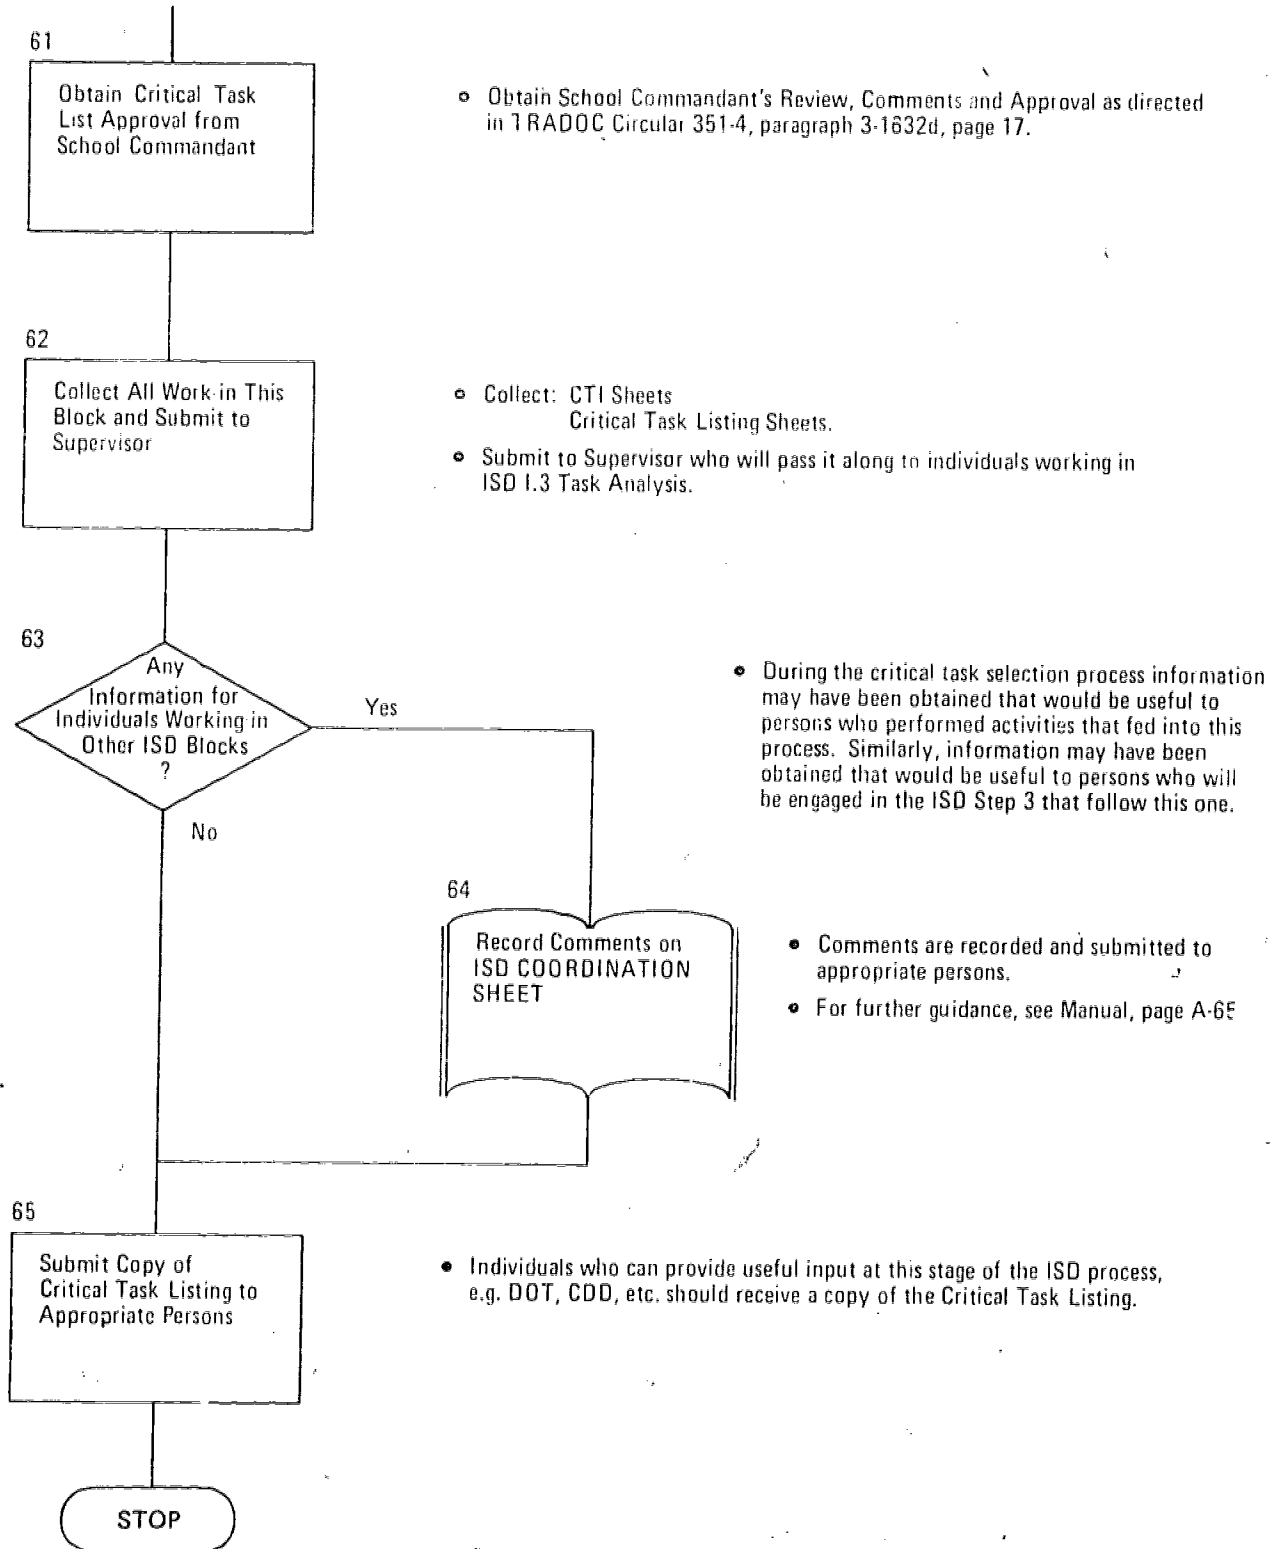 61
Obtain Critical Task
List Approval from
School Commandant
o Obtain School Commandant's Review, Comments and Approval as directed
in TRADOC Circular 351-4, paragraph 3-1632d, page 17.
62
Collect All Work in This
Block and Submit to
Supervisor
o Collect: CTI Sheets
Critical Task Listing Sheets.
o Submit to Supervisor who will pass it along to individuals working in
ISD I.3 Task Analysis.
63
Any
Information for
Individuals Working in
Other ISD Blocks
?
Yes
No
• During the critical task selection process information
may have been obtained that would be useful to
persons who performed activities that fed into this
process. Similarly, information may have been
obtained that would be useful to persons who will
be engaged in the ISD Step 3 that follow this one.
64
Record Comments on
ISD COORDINATION
SHEET
• Comments are recorded and submitted to
appropriate persons.
• For further guidance, see Manual, page
65
Submit Copy of
Critical Task Listing to
Appropriate Persons
• Individuals who can provide useful input at this stage of the ISD process,
e.g. DOT, CDD, etc. should receive a copy of the Critical Task Listing.
STOP